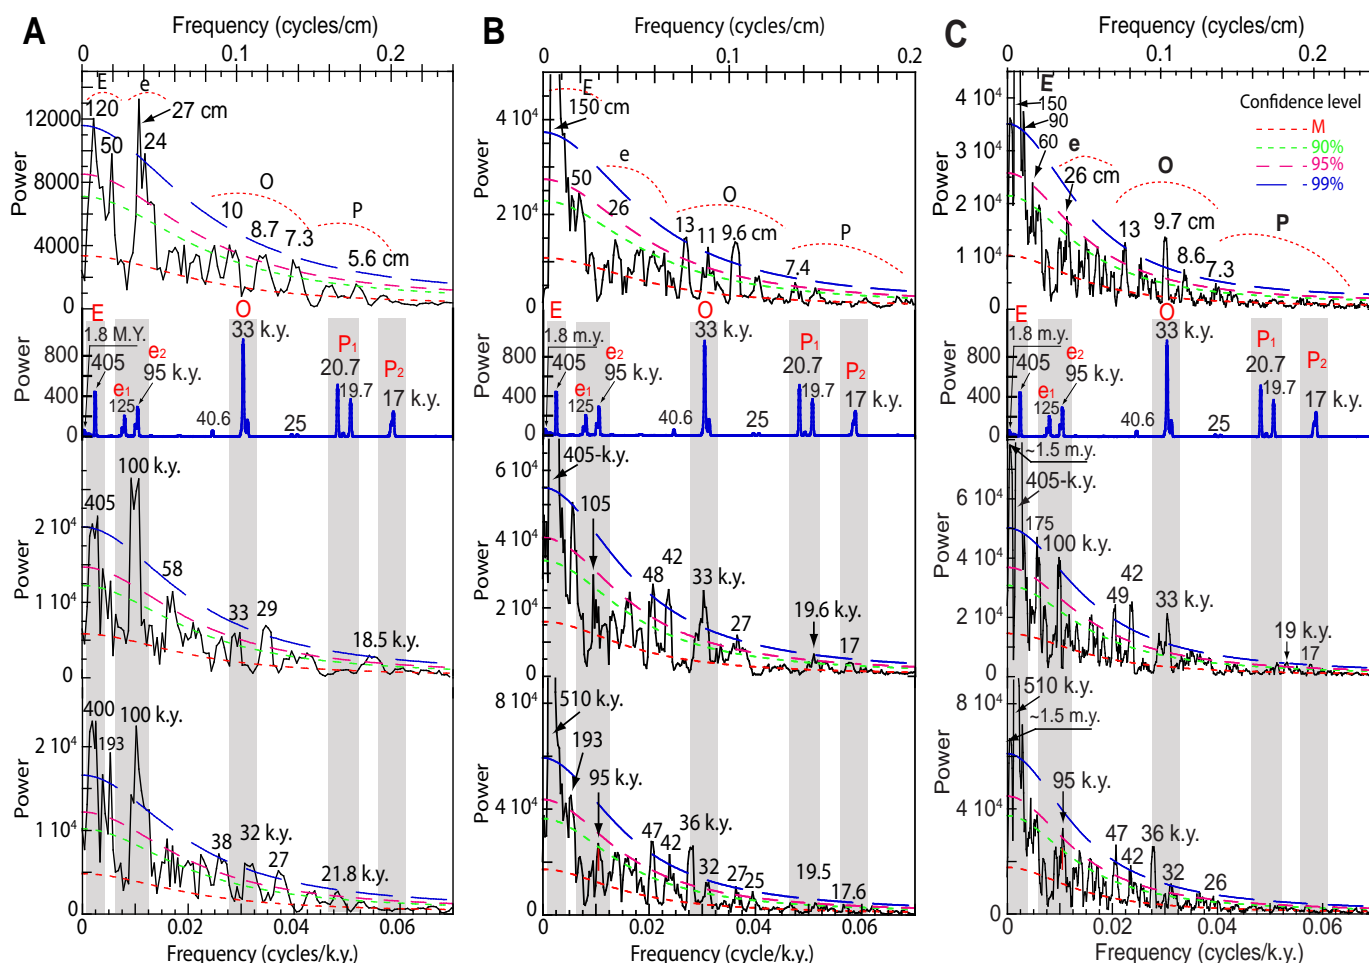 A
Frequency (cycles/cm)
0 0.1 0.2
Power
12000
8000
4000
0
E
e
120
27 cm
50
24
O
10
8.7
7.3
P
5.6 cm
800
400
0
E
1.8 M.Y.
405
e1
125
e2
95 k.y.
40.6
O
33 k.y.
25
P1
20.7
19.7
P2
17 k.y.
Power
2 10^4
1 10^4
0
405
100 k.y.
58
33
29
18.5 k.y.
Power
2 10^4
1 10^4
0
400
193
100 k.y.
38
32 k.y.
27
21.8 k.y.
0 0.02 0.04 0.06
Frequency (cycles/k.y.)
B
Frequency (cycles/cm)
0 0.1 0.2
Power
4 10^4
2 10^4
0
E
150 cm
50
e
26
O
13
11
9.6 cm
P
7.4
800
400
0
E
1.8 m.y.
405
e1
125
e2
95 k.y.
40.6
O
33 k.y.
25
P1
20.7
19.7
P2
17 k.y.
Power
6 10^4
4 10^4
2 10^4
0
405-k.y.
105
48
42
33 k.y.
27
19.6 k.y.
17
Power
8 10^4
4 10^4
0
510 k.y.
193
95 k.y.
47
42
36 k.y.
32
27
25
19.5
17.6
0 0.02 0.04 0.06
Frequency (cycle/k.y.)
C
Frequency (cycles/cm)
0 0.1 0.2
Power
4 10^4
3 10^4
2 10^4
1 10^4
0
E
150
90
60
e
26 cm
O
13
9.7 cm
8.6
7.3
P
Confidence level
M
90%
95%
99%
800
400
0
E
1.8 m.y.
405
e1
125
e2
95 k.y.
40.6
O
33 k.y.
25
P1
20.7
19.7
P2
17 k.y.
Power
6 10^4
4 10^4
2 10^4
0
~1.5 m.y.
405-k.y.
175
100 k.y.
42
49
33 k.y.
19 k.y.
17
Power
8 10^4
4 10^4
0
510 k.y.
~1.5 m.y.
95 k.y.
47
42
36 k.y.
32
26
0 0.02 0.04 0.06
Frequency (cycles/k.y.)